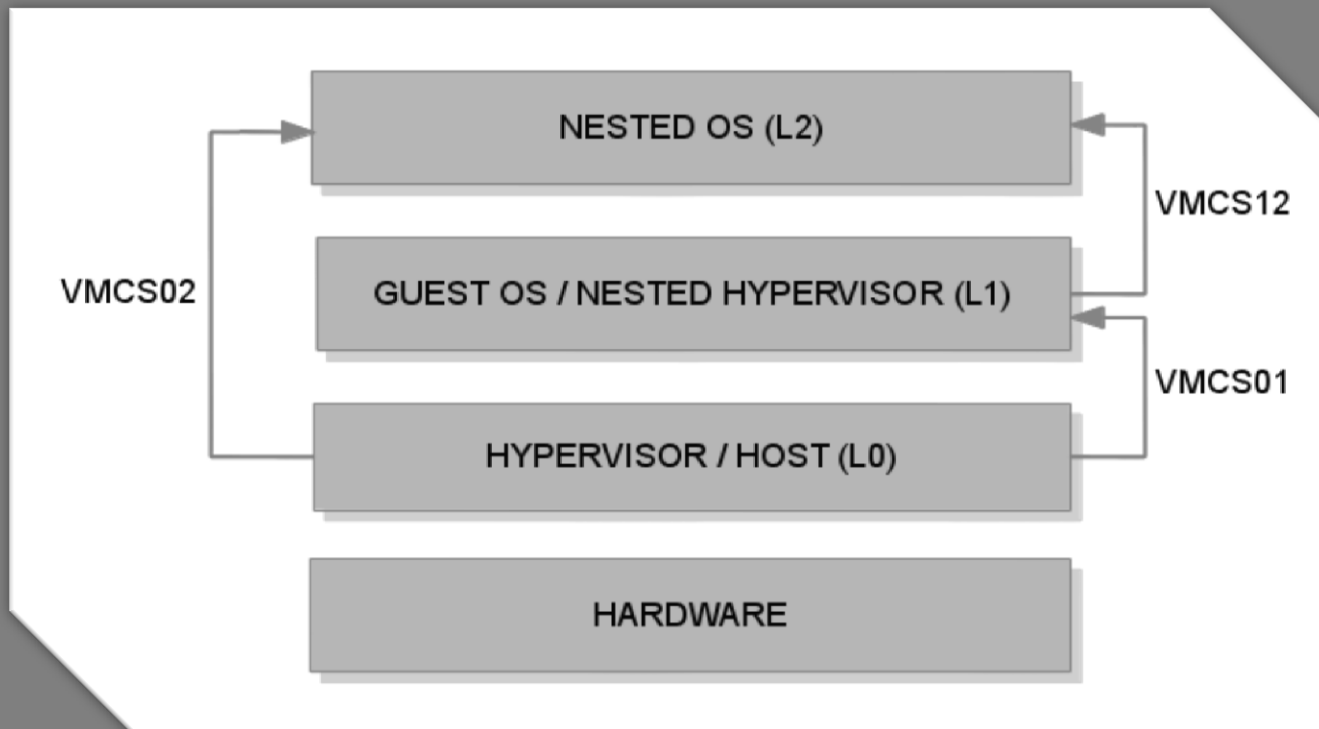 NESTED OS (L2)
VMCS12
VMCS02
GUEST OS / NESTED HYPERVISOR (L1)
VMCS01
HYPERVISOR / HOST (L0)
HARDWARE